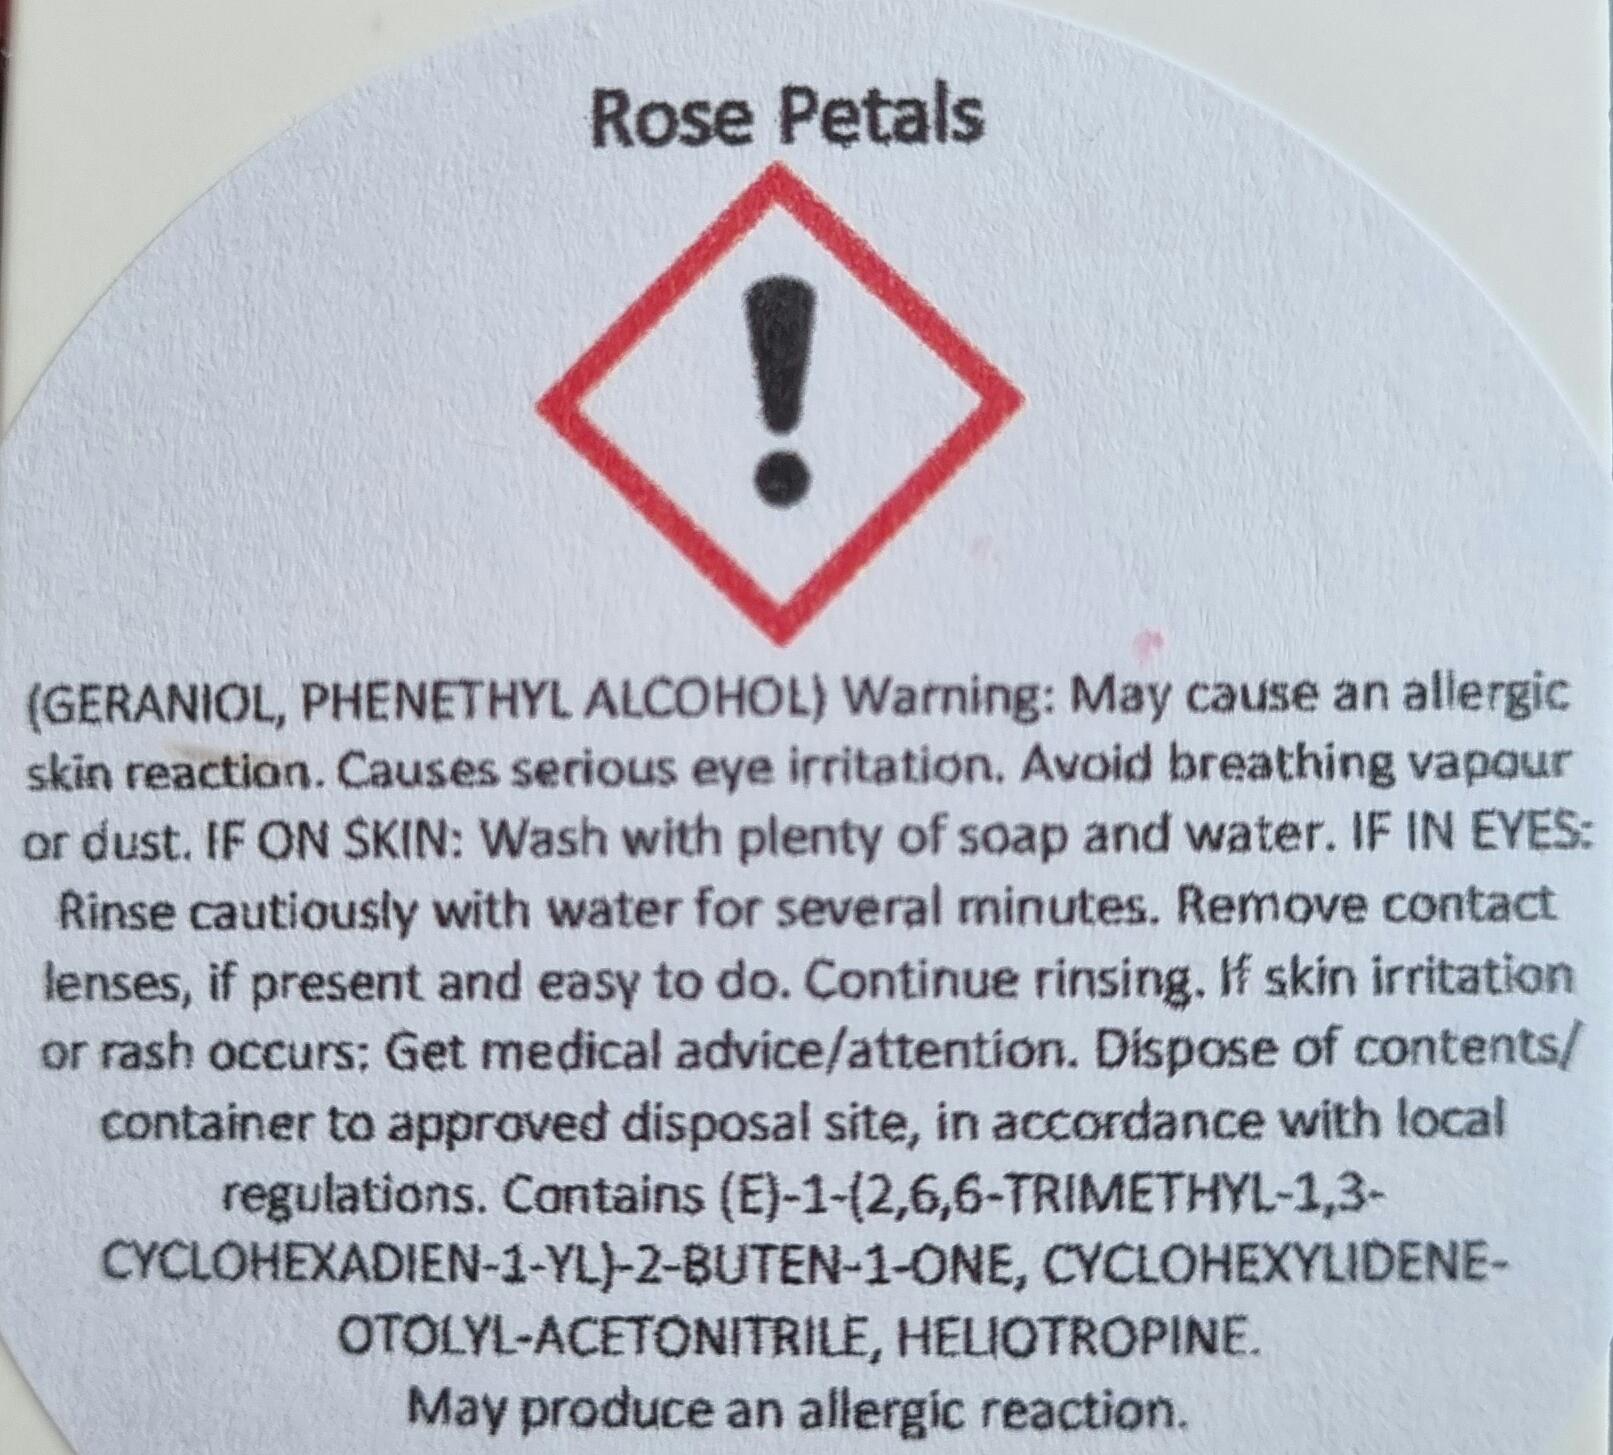 Rose Petals
!
(GERANIOL, PHENETHYL ALCOHOL) Warning: May cause an allergic
skin reaction. Causes serious eye irritation. Avoid breathing vapour
or dust. IF ON SKIN: Wash with plenty of soap and water. IF IN EYES:
Rinse cautiously with water for several minutes. Remove contact
lenses, if present and easy to do. Continue rinsing. If skin irritation
or rash occurs: Get medical advice/attention. Dispose of contents/
container to approved disposal site, in accordance with local
regulations. Contains (E)-1-(2,6,6-TRIMETHYL-1,3-
CYCLOHEXADIEN-1-YL)-2-BUTEN-1-ONE, CYCLOHEXYLIDENE-
OTOLYL-ACETONITRILE, HELIOTROPINE.
May produce an allergic reaction.